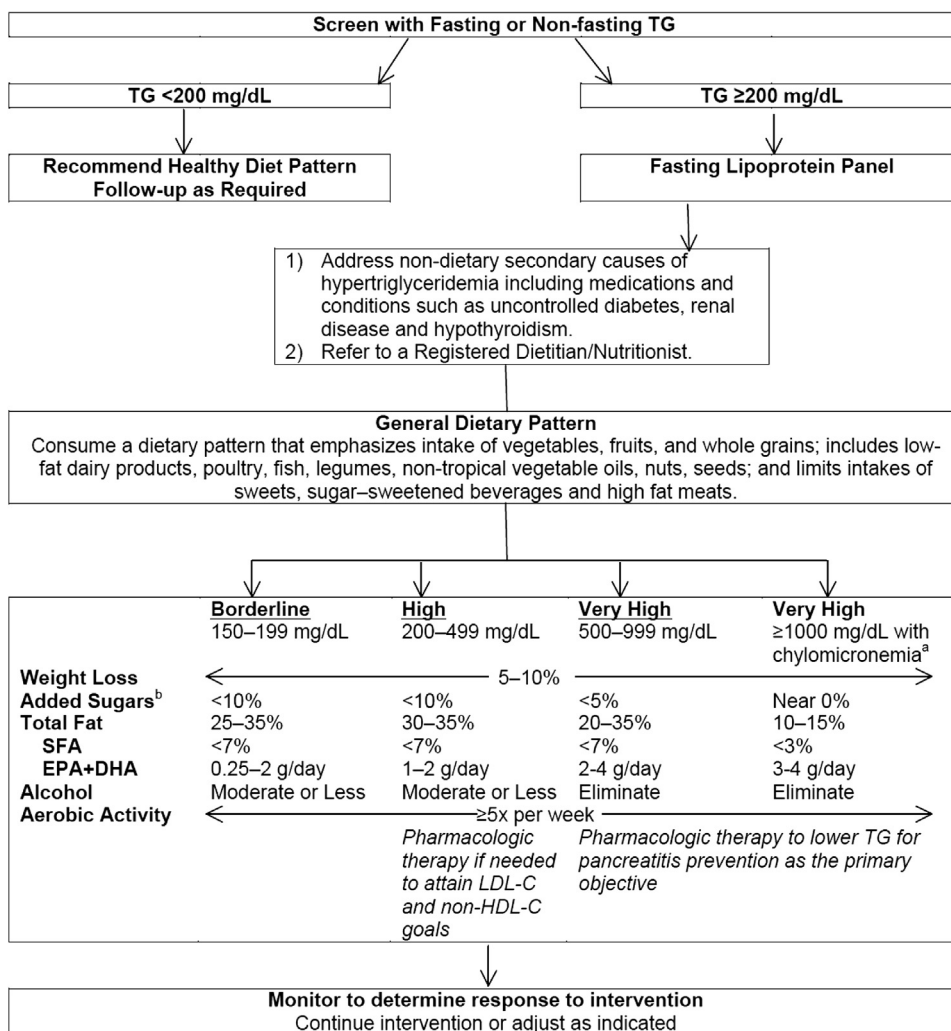 Screen with Fasting or Non-fasting TG
TG <200 mg/dL
TG ≥200 mg/dL
Recommend Healthy Diet Pattern
Follow-up as Required
Fasting Lipoprotein Panel
1) Address non-dietary secondary causes of
hypertriglyceridemia including medications and
conditions such as uncontrolled diabetes, renal
disease and hypothyroidism.
2) Refer to a Registered Dietitian/Nutritionist.
General Dietary Pattern
Consume a dietary pattern that emphasizes intake of vegetables, fruits, and whole grains; includes low-
fat dairy products, poultry, fish, legumes, non-tropical vegetable oils, nuts, seeds; and limits intakes of
sweets, sugar–sweetened beverages and high fat meats.
Borderline High Very High Very High
150–199 mg/dL 200–499 mg/dL 500–999 mg/dL ≥1000 mg/dL with
chylomicronemiaᵃ
Weight Loss 5–10%
Added Sugarsᵇ <10% <10% <5% Near 0%
Total Fat 25–35% 30–35% 20–35% 10–15%
SFA <7% <7% <7% <3%
EPA+DHA 0.25–2 g/day 1–2 g/day 2-4 g/day 3-4 g/day
Alcohol Moderate or Less Moderate or Less Eliminate Eliminate
Aerobic Activity ≥5x per week
Pharmacologic
therapy if needed
to attain LDL-C
and non-HDL-C
goals
Pharmacologic therapy to lower TG for
pancreatitis prevention as the primary
objective
Monitor to determine response to intervention
Continue intervention or adjust as indicated